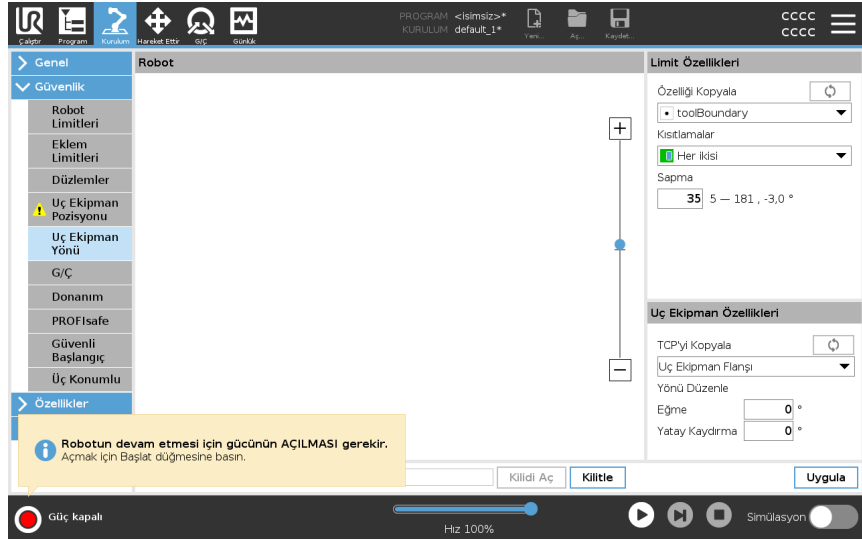 PROGRAM <isimsiz>*
KURULUM default_1*
Çalıştır
Program
Kurulum
Hareket Ettir
G/Ç
Günlük
Yeni...
Aç...
Kaydet...
cccc
cccc
Genel
Güvenlik
Robot
Limitleri
Eklem
Limitleri
Düzlemler
Uç Ekipman
Pozisyonu
Uç Ekipman
Yönü
G/Ç
Donanım
PROFIsafe
Güvenli
Başlangıç
Üç Konumlu
Özellikler
Robot
Limit Özellikleri
Özelliği Kopyala
toolBoundary
Kısıtlamalar
Her ikisi
Sapma
35 5 — 181 , -3,0 °
Uç Ekipman Özellikleri
TCP'yi Kopyala
Uç Ekipman Flanşı
Yönü Düzenle
Eğme 0 °
Yatay Kaydırma 0 °
Robotun devam etmesi için gücünün AÇILMASI gerekir.
Açmak için Başlat düğmesine basın.
Kilidi Aç
Kilitle
Uygula
Güç kapalı
Hız 100%
Simülasyon